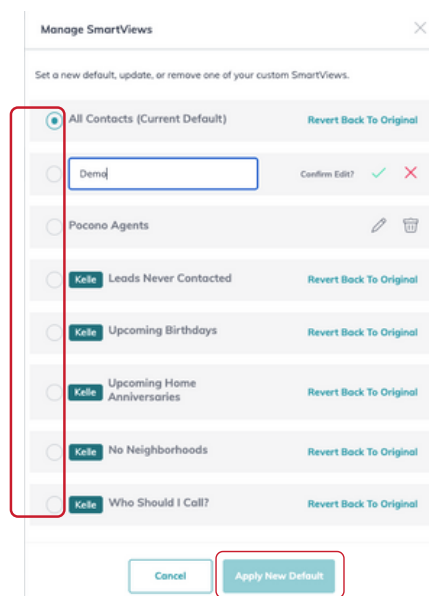 Manage SmartViews
Set a new default, update, or remove one of your custom SmartViews.
All Contacts (Current Default) Revert Back To Original
Demo Confirm Edit?
Pocono Agents
Kelle Leads Never Contacted Revert Back To Original
Kelle Upcoming Birthdays Revert Back To Original
Kelle Upcoming Home Anniversaries Revert Back To Original
Kelle No Neighborhoods Revert Back To Original
Kelle Who Should I Call? Revert Back To Original
Cancel Apply New Default